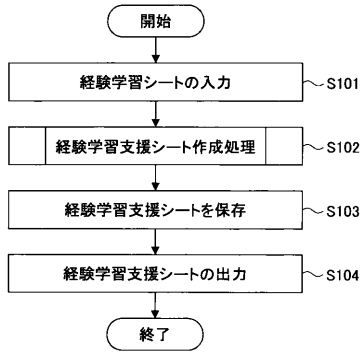 開始
経験学習シートの入力 S101
経験学習支援シート作成処理 S102
経験学習支援シートを保存 S103
経験学習支援シートの出力 S104
終了